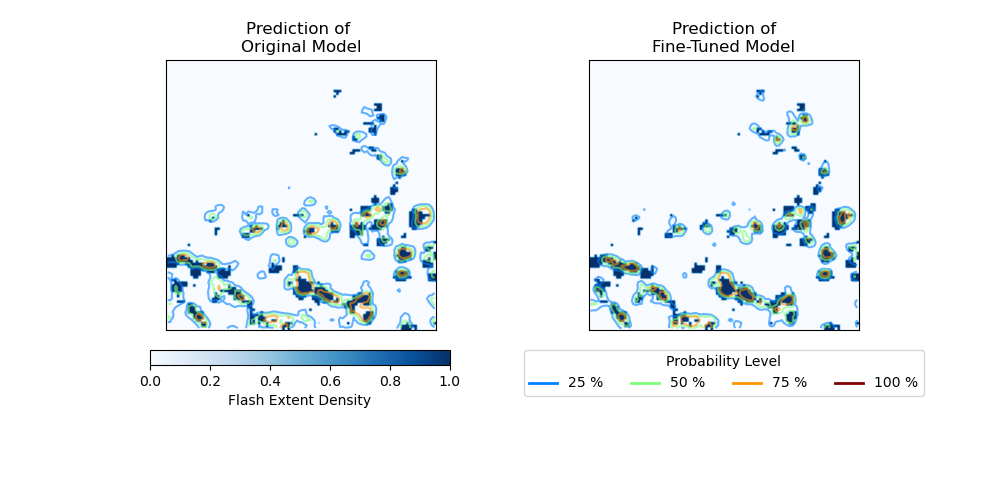 Prediction of
Original Model
Prediction of
Fine-Tuned Model
0.0 0.2 0.4 0.6 0.8 1.0
Flash Extent Density
Probability Level
25 % 50 % 75 % 100 %